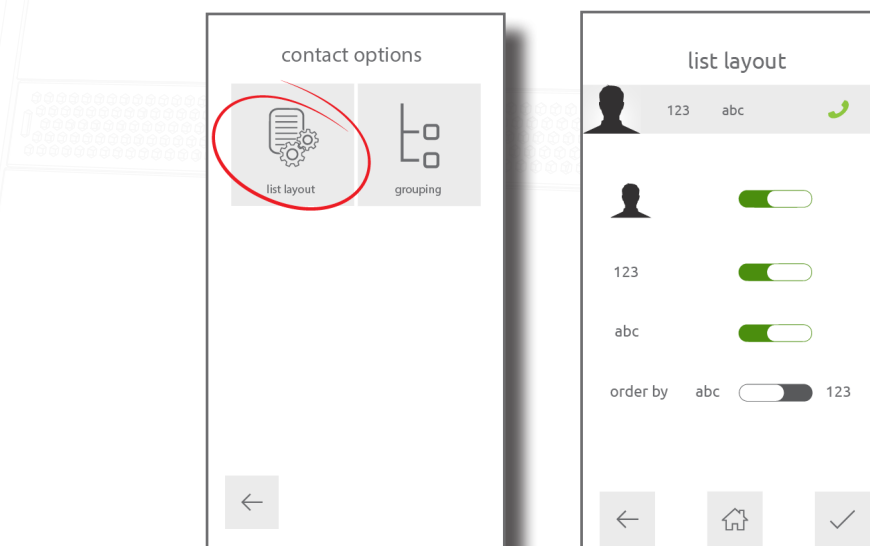 contact options
list layout
grouping
list layout
123 abc
123
abc
order by abc 123